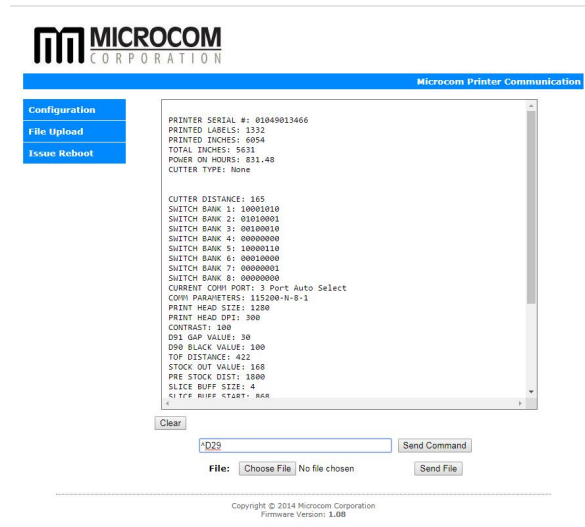 MICROCOM
CORPORATION
Microcom Printer Communication
Configuration
File Upload
Issue Reboot
PRINTER SERIAL #: 01049013466
PRINTED LABELS: 1332
PRINTED INCHES: 6054
TOTAL INCHES: 5631
POWER ON HOURS: 831.48
CUTTER TYPE: None
CUTTER DISTANCE: 165
SWITCH BANK 1: 10001010
SWITCH BANK 2: 01010001
SWITCH BANK 3: 00100010
SWITCH BANK 4: 00000000
SWITCH BANK 5: 10000110
SWITCH BANK 6: 00010000
SWITCH BANK 7: 00000001
SWITCH BANK 8: 00000000
CURRENT COMM PORT: 3 Port Auto Select
COMM PARAMETERS: 115200-N-8-1
PRINT HEAD SIZE: 1280
PRINT HEAD DPI: 300
CONTRAST: 100
D91 GAP VALUE: 30
D90 BLACK VALUE: 100
TOF DISTANCE: 422
STOCK OUT VALUE: 168
PRE STOCK DIST: 1800
SLICE BUFF SIZE: 4
SLICE BUFF START: 868
Clear
^D29
Send Command
File: Choose File No file chosen
Send File
Copyright © 2014 Microcom Corporation
Firmware Version: 1.08